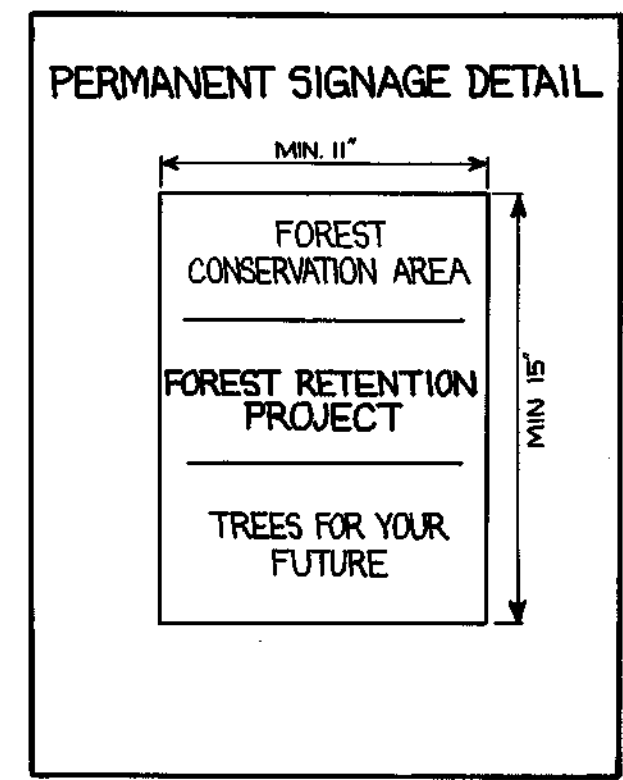 PERMANENT SIGNAGE DETAIL
MIN. 11"
FOREST
CONSERVATION AREA
FOREST RETENTION
PROJECT
MIN 15"
TREES FOR YOUR
FUTURE